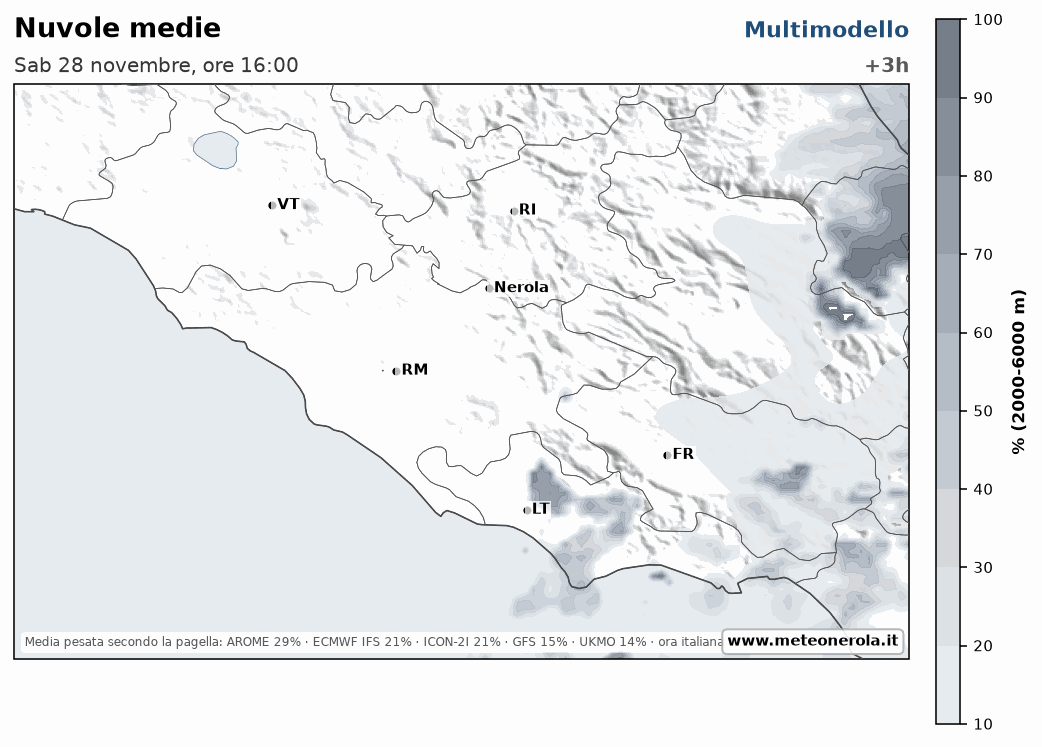 Nuvole medie
Multimodello
Sab 28 novembre, ore 16:00
+3h
100
90
80
70
60
50
40
30
20
10
% (2000-6000 m)
VT
RI
Nerola
RM
FR
LT
Media pesata secondo la pagella: AROME 29% · ECMWF IFS 21% · ICON-2I 21% · GFS 15% · UKMO 14% · ora italiana
www.meteonerola.it